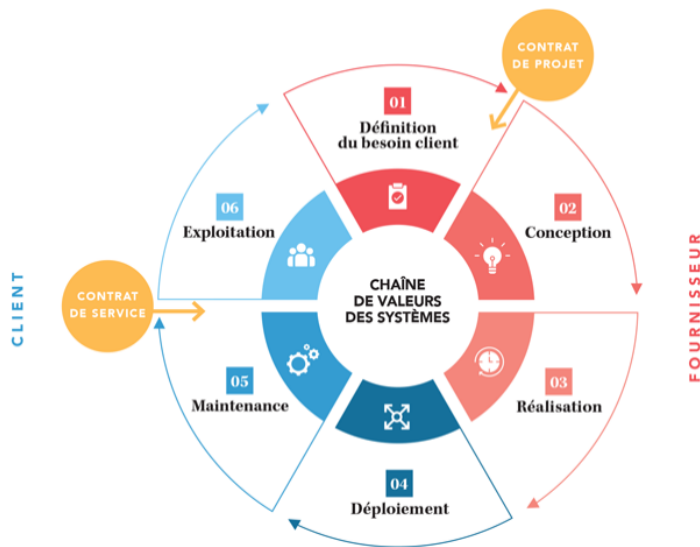 CONTRAT
DE PROJET
01
Définition
du besoin client
06
Exploitation
02
Conception
CHAÎNE
DE VALEURS
DES SYSTÈMES
CLIENT
CONTRAT
DE SERVICE
FOURNISSEUR
05
Maintenance
03
Réalisation
04
Déploiement